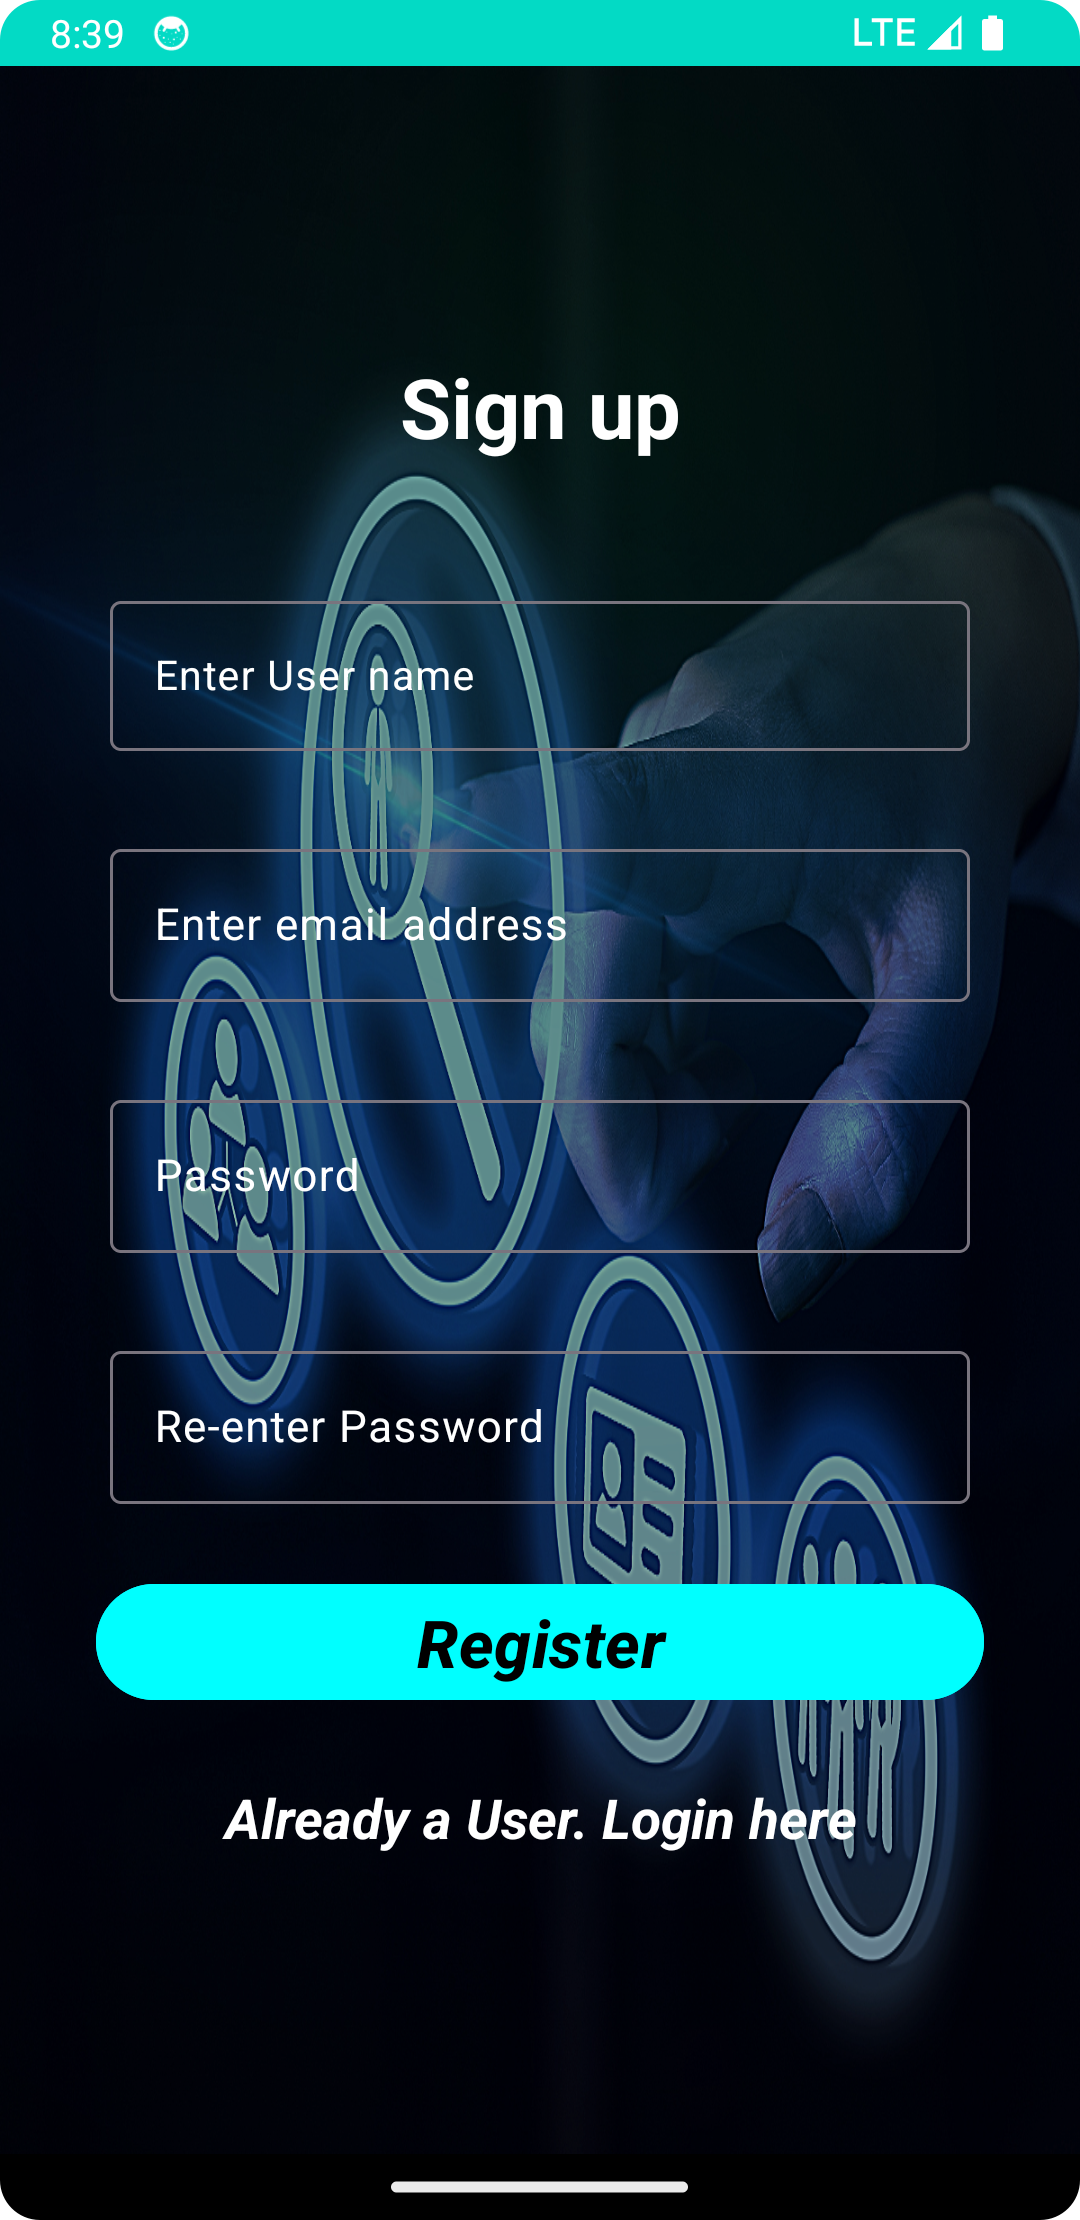 8:39 LTE
Sign up
Enter User name
Enter email address
Password
Re-enter Password
Register
Already a User. Login here